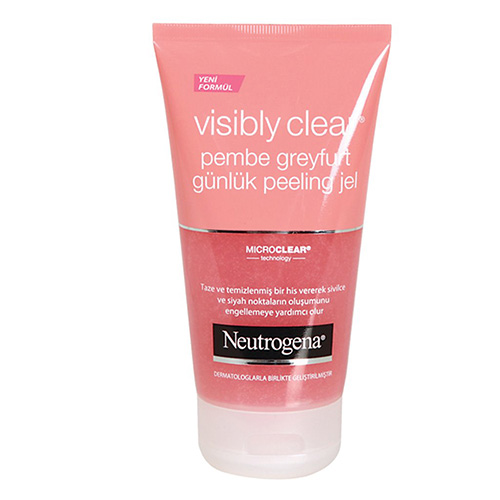 YENİ
FORMÜL
visibly clear®
pembe greyfurt
günlük peeling jel
MICROCLEAR®
technology
Taze ve temizlenmiş bir his vererek sivilce
ve siyah noktaların oluşumunu
engellemeye yardımcı olur
Neutrogena®
DERMATOLOGLARLA BİRLİKTE GELİŞTİRİLMİŞTİR